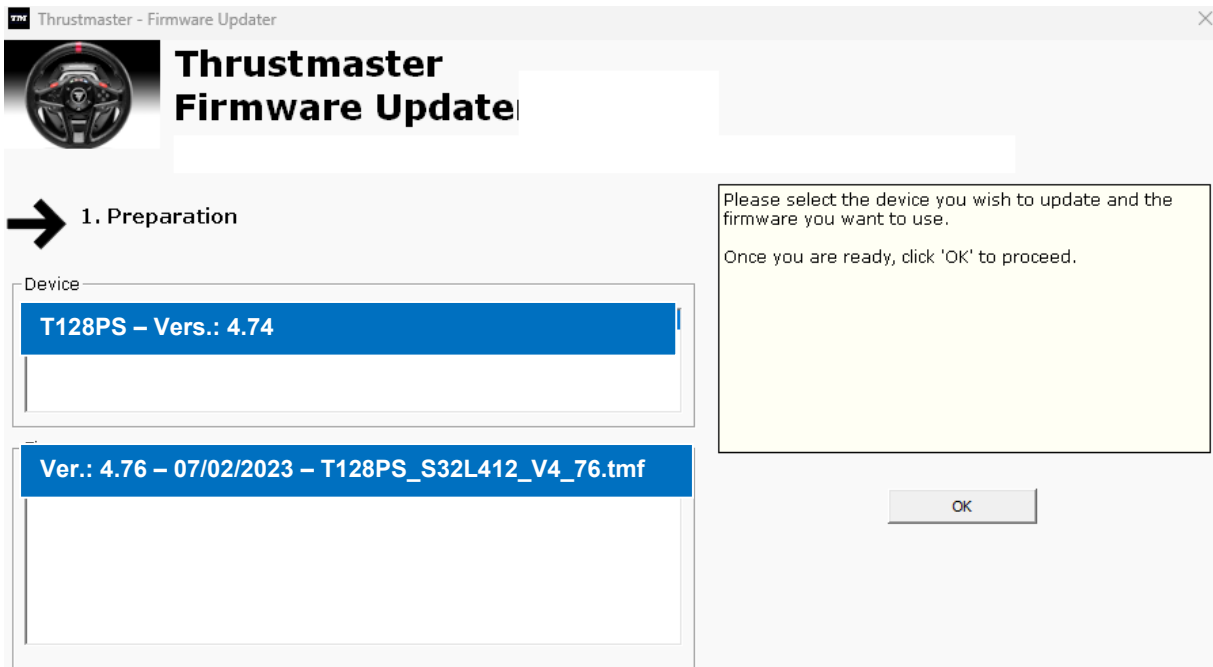 Thrustmaster - Firmware Updater
Thrustmaster
Firmware Updater
1. Preparation
Please select the device you wish to update and the
firmware you want to use.
Once you are ready, click 'OK' to proceed.
Device
T128PS – Vers.: 4.74
Ver.: 4.76 – 07/02/2023 – T128PS_S32L412_V4_76.tmf
OK